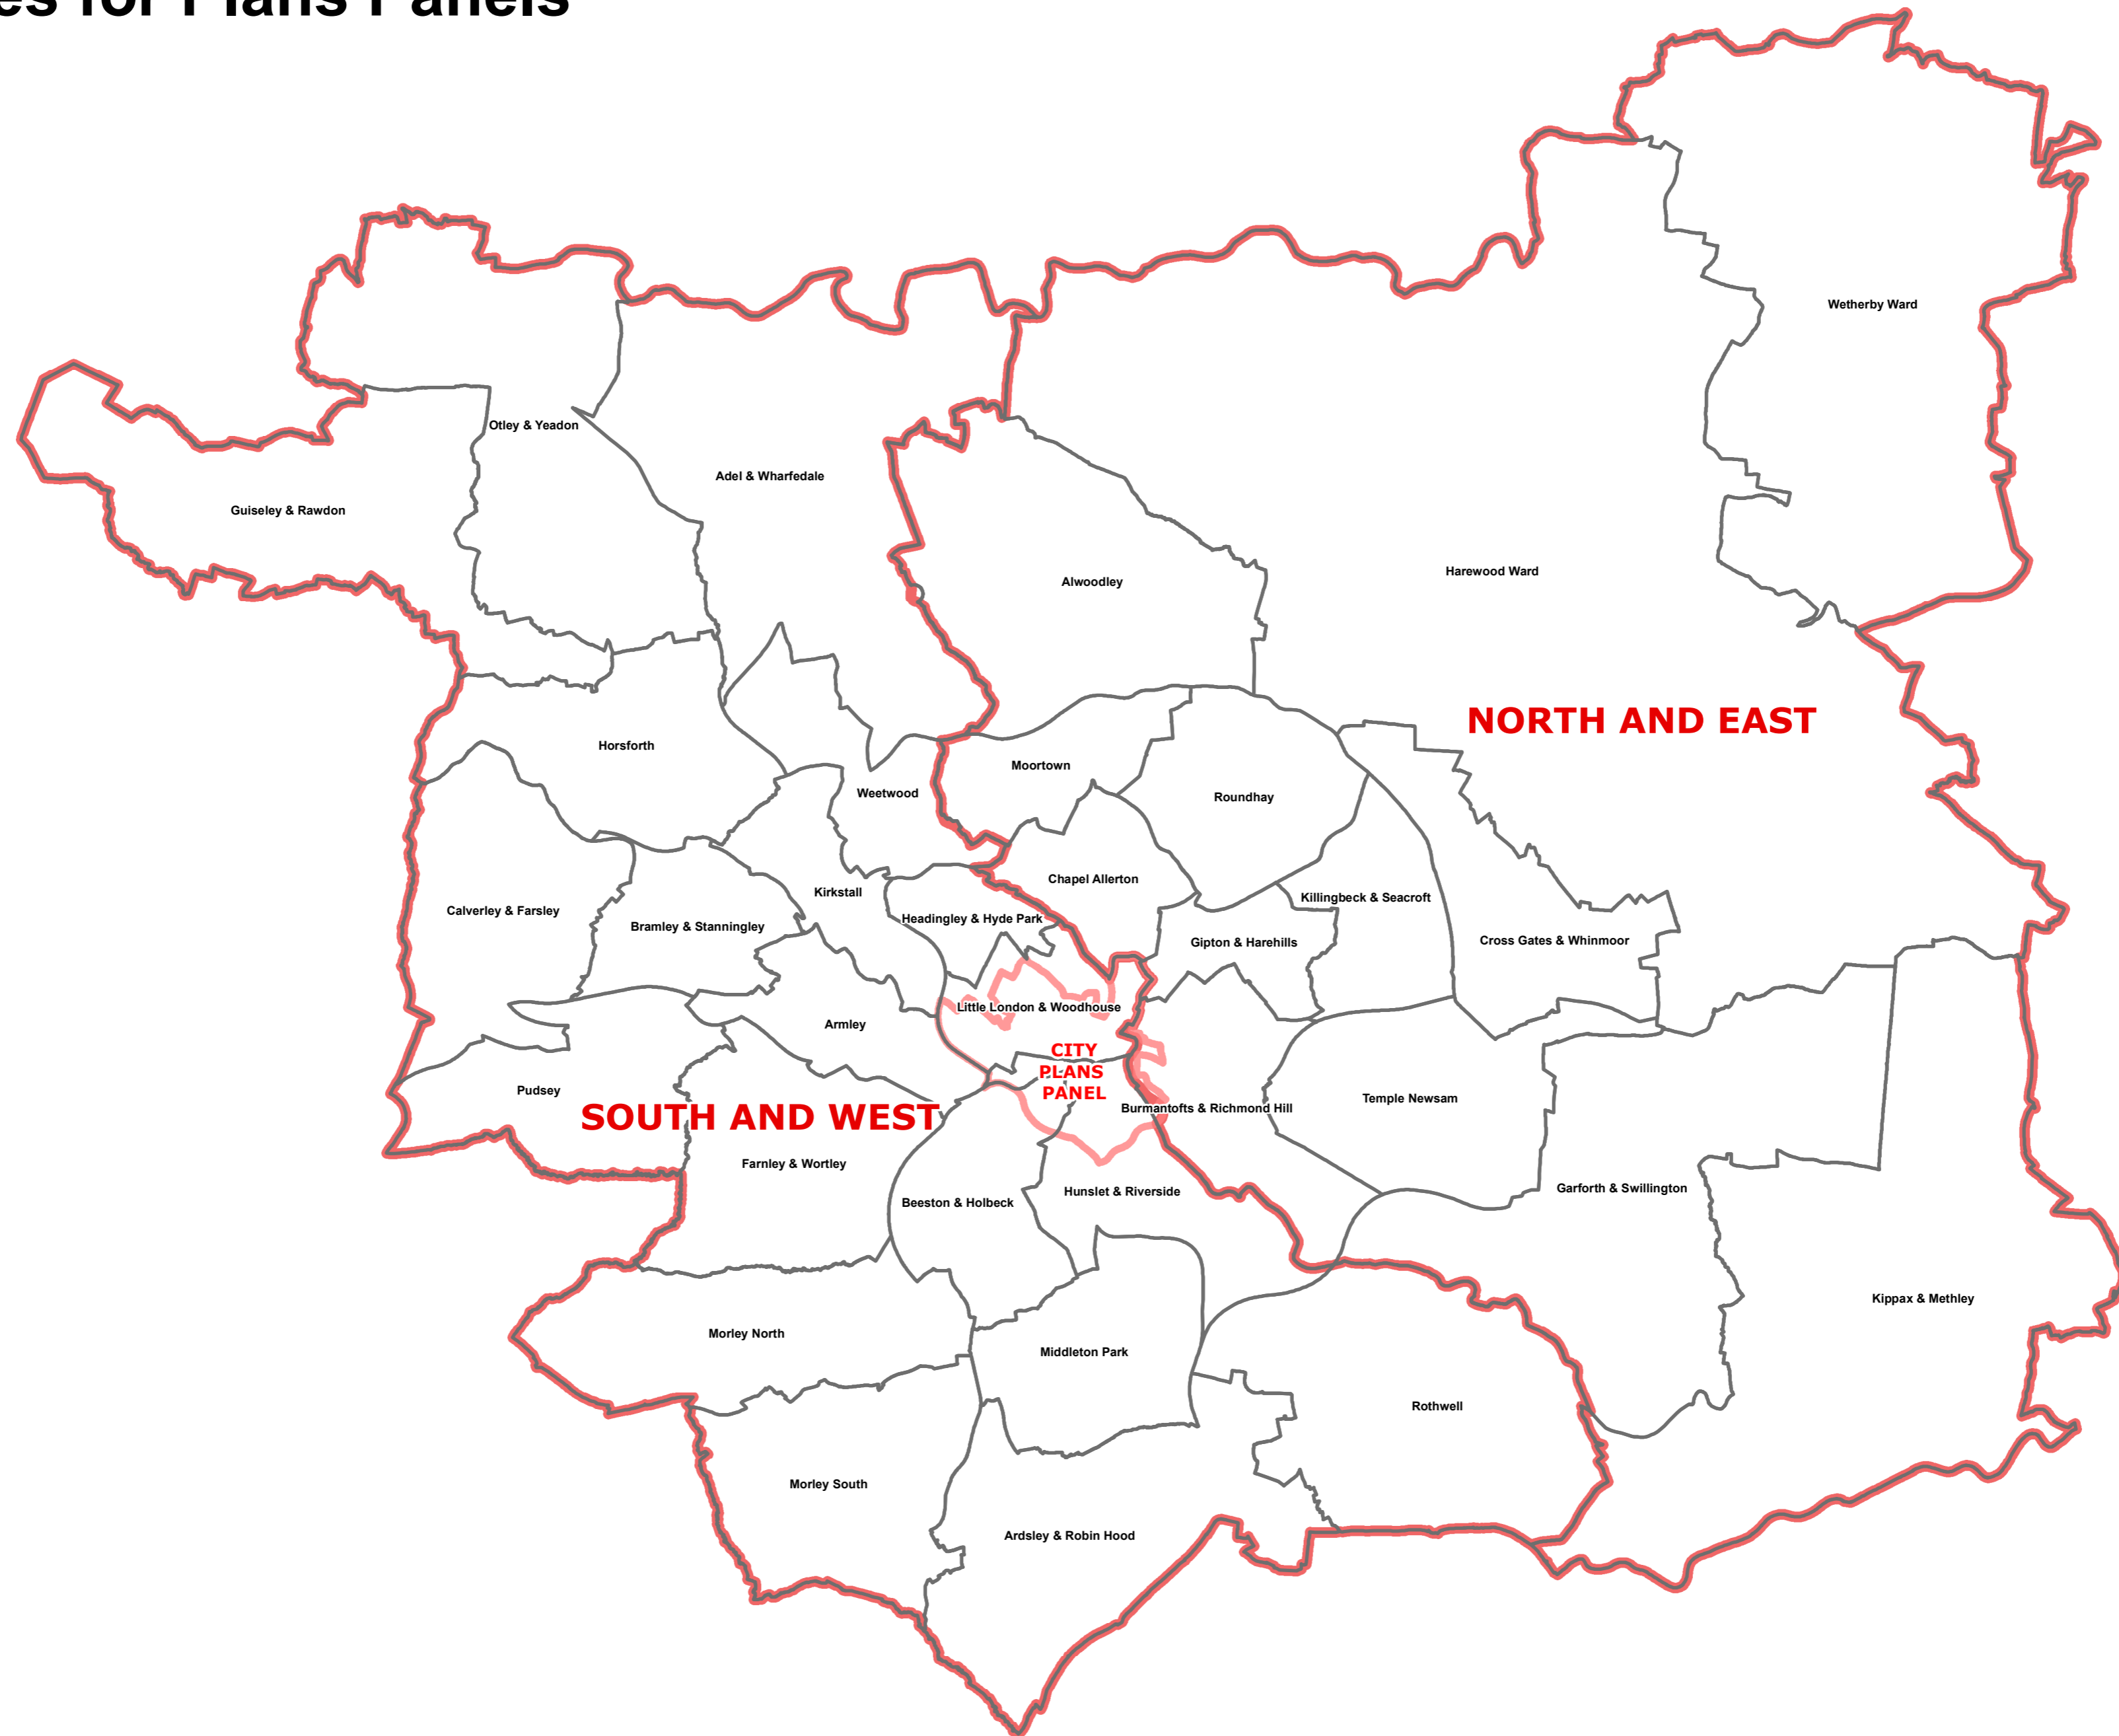 es for Plans Panels
Wetherby Ward
Otley & Yeadon
Adel & Wharfedale
Guiseley & Rawdon
Alwoodley
Harewood Ward
NORTH AND EAST
Horsforth
Moortown
Weetwood
Roundhay
Chapel Allerton
Kirkstall
Killingbeck & Seacroft
Calverley & Farsley
Headingley & Hyde Park
Bramley & Stanningley
Gipton & Harehills
Cross Gates & Whinmoor
Little London & Woodhouse
Armley
CITY
PLANS
PANEL
Pudsey
Temple Newsam
Burmantofts & Richmond Hill
SOUTH AND WEST
Farnley & Wortley
Garforth & Swillington
Hunslet & Riverside
Beeston & Holbeck
Kippax & Methley
Morley North
Middleton Park
Rothwell
Morley South
Ardsley & Robin Hood